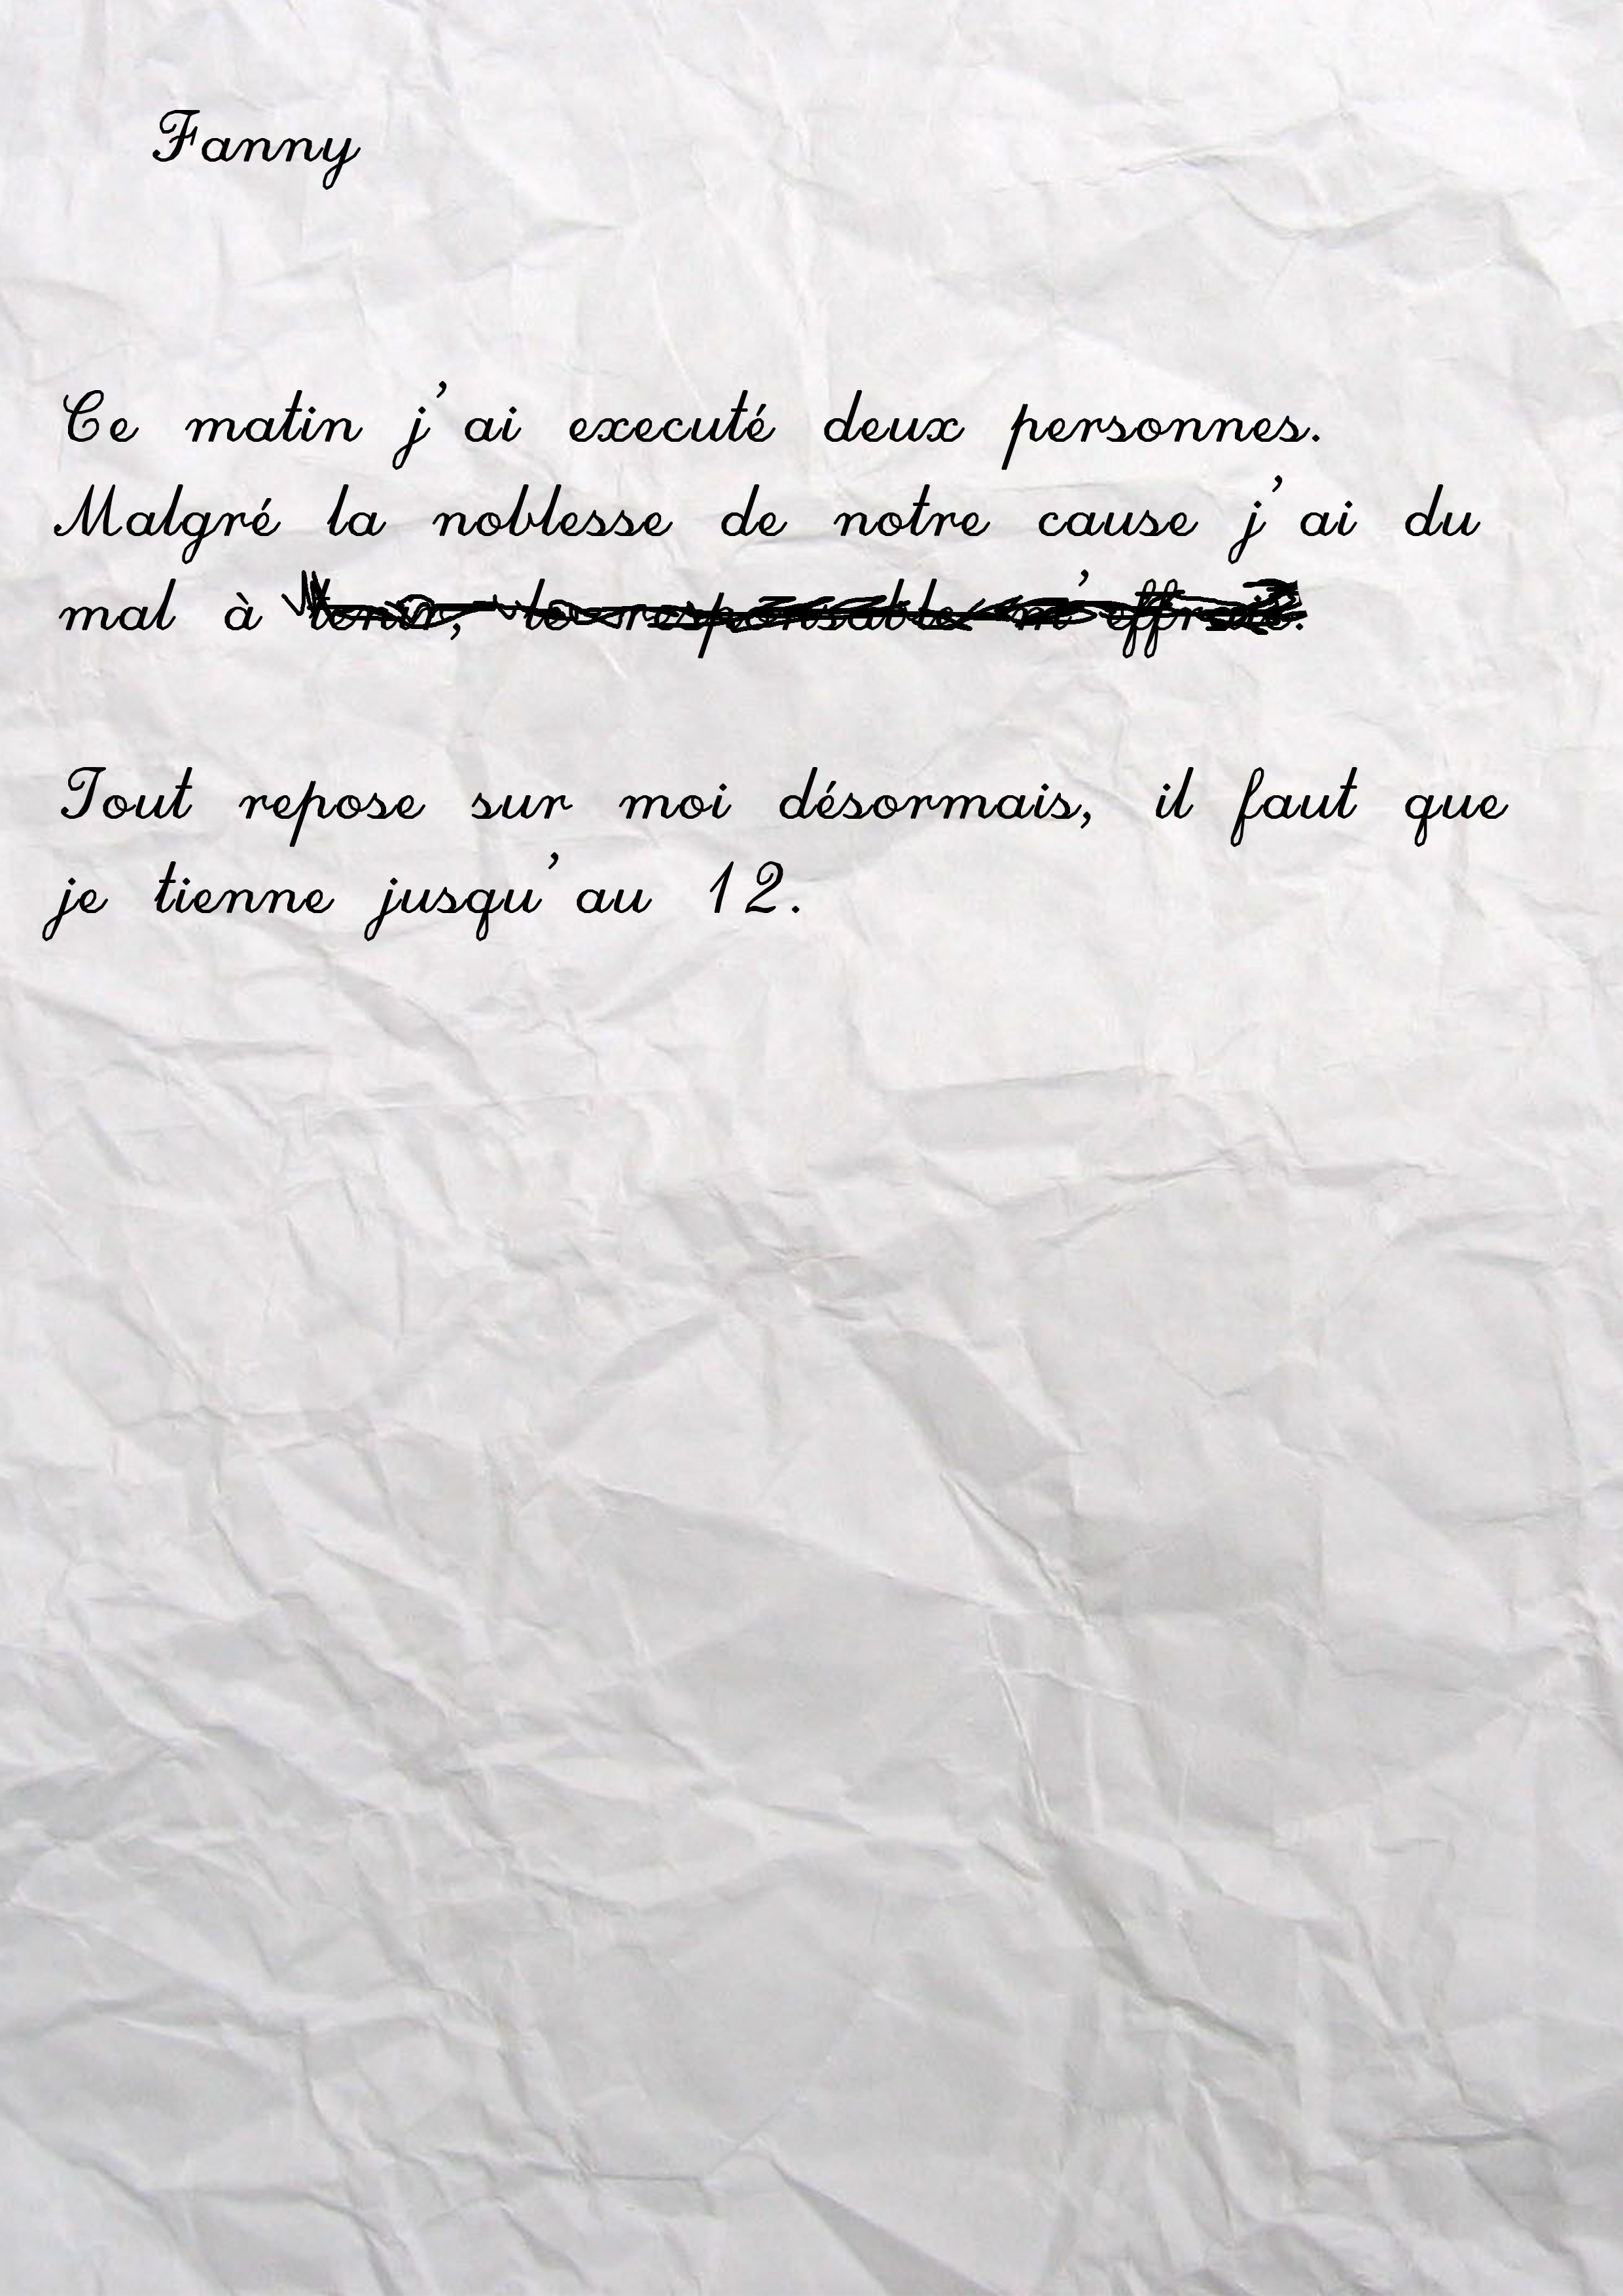 Fanny
Ce matin j'ai executé deux personnes.
Malgré la noblesse de notre cause j'ai du
mal à tenir, le responsable m'effraie.
Tout repose sur moi désormais, il faut que
je tienne jusqu'au 12.